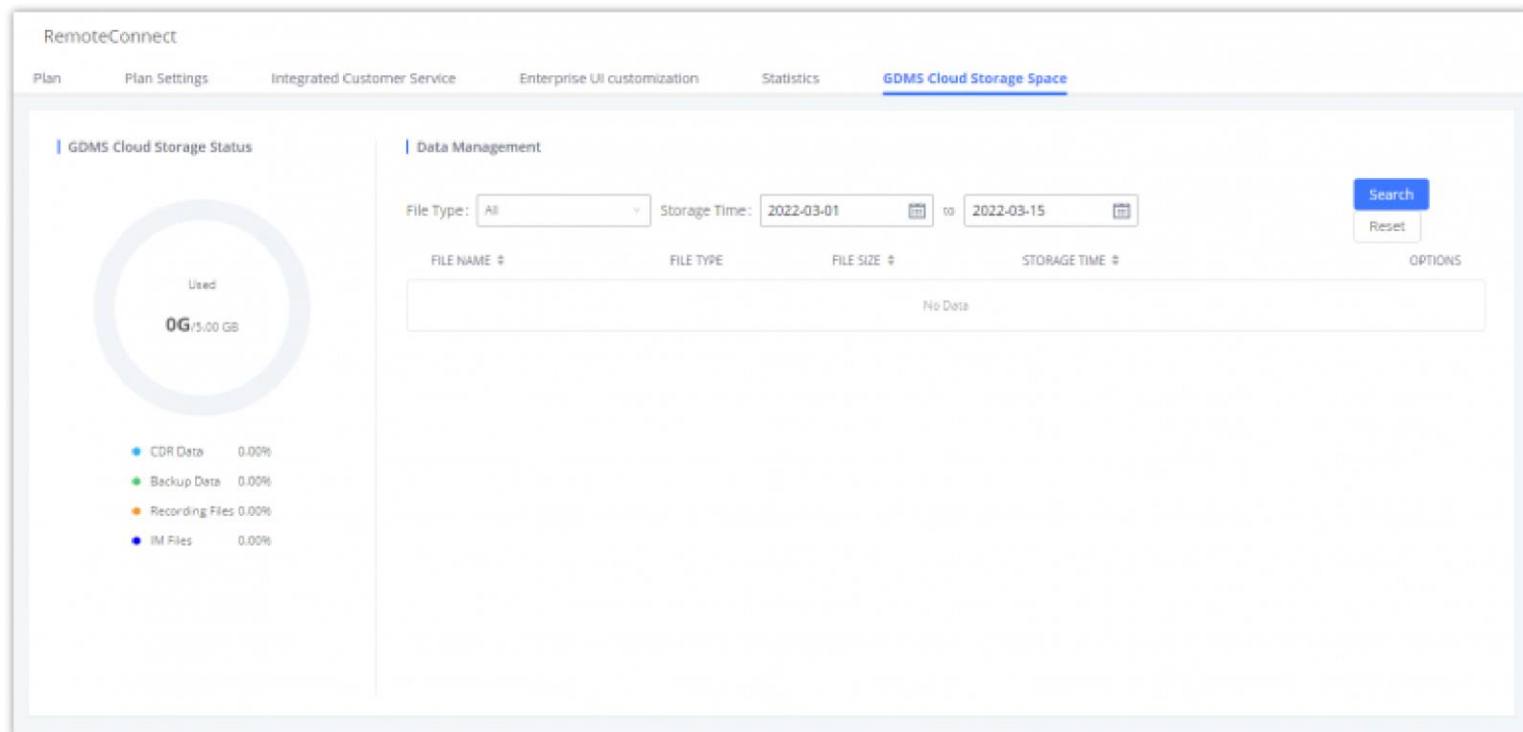 RemoteConnect
Plan Plan Settings Integrated Customer Service Enterprise UI customization Statistics GDMS Cloud Storage Space
GDMS Cloud Storage Status
Used
0G/5.00 GB
CDR Data 0.00%
Backup Data 0.00%
Recording Files 0.00%
IM Files 0.00%
Data Management
File Type: All Storage Time: 2022-03-01 to 2022-03-15 Search
Reset
FILE NAME FILE TYPE FILE SIZE STORAGE TIME OPTIONS
No Data